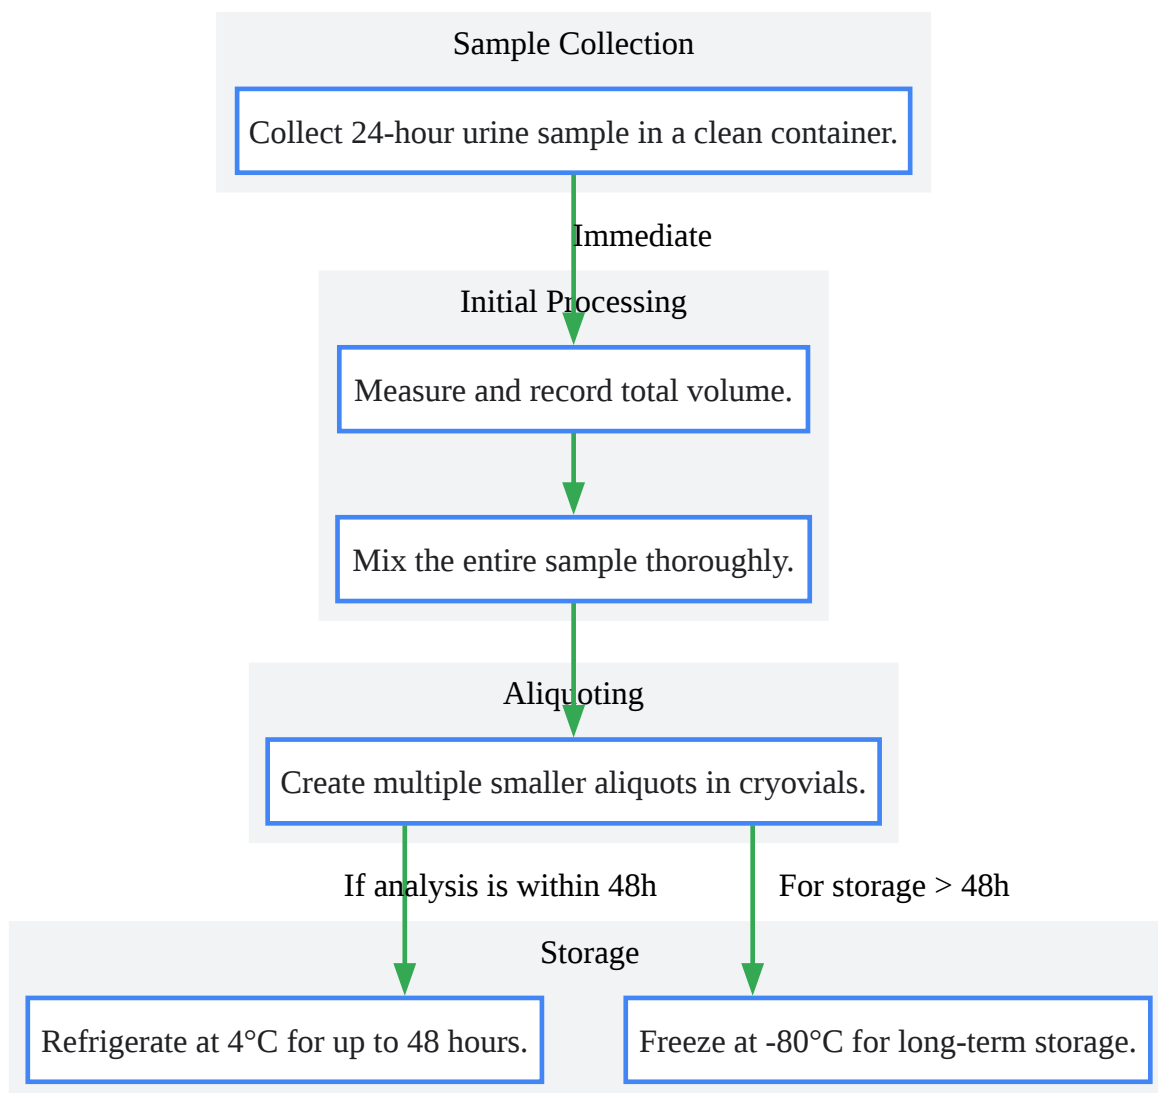 Sample Collection
Collect 24-hour urine sample in a clean container.
Immediate
Initial Processing
Measure and record total volume.
Mix the entire sample thoroughly.
Aliquoting
Create multiple smaller aliquots in cryovials.
If analysis is within 48h
For storage > 48h
Storage
Refrigerate at 4°C for up to 48 hours.
Freeze at -80°C for long-term storage.